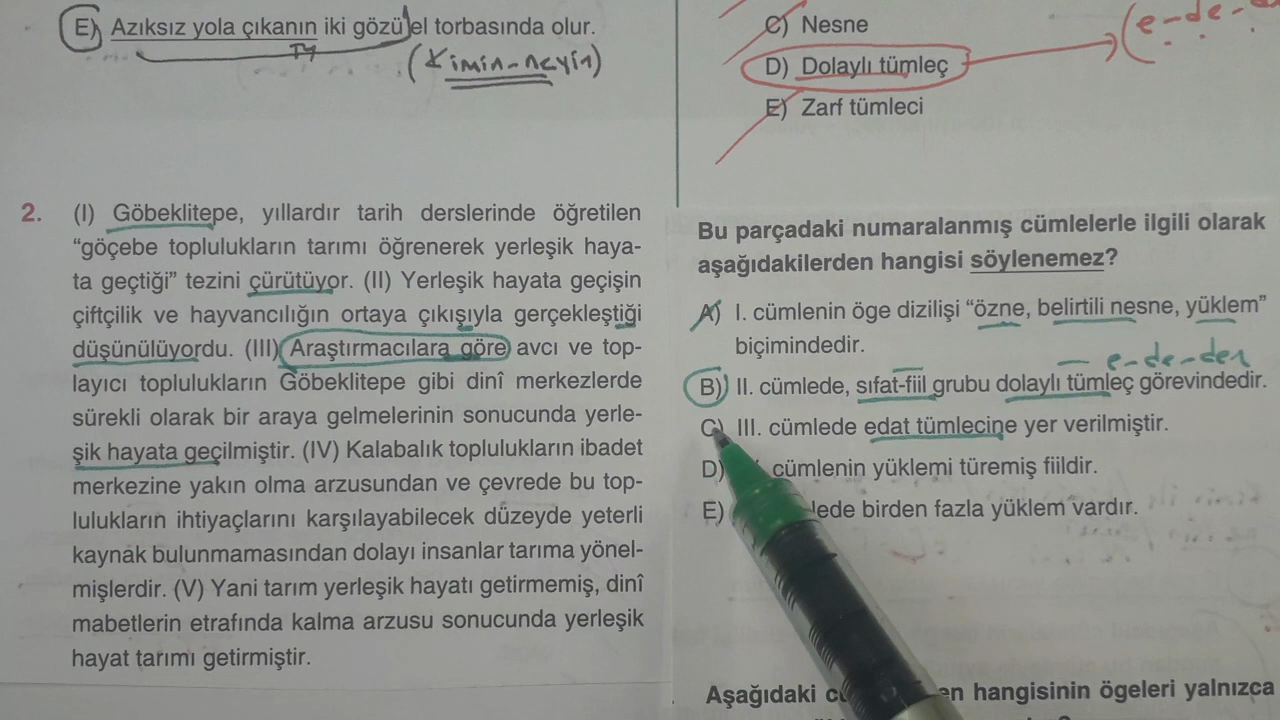 E) Azıksız yola çıkanın iki gözü el torbasında olur.
(Kimin-neyin)
2. (I) Göbeklitepe, yıllardır tarih derslerinde öğretilen
“göçebe toplulukların tarımı öğrenerek yerleşik haya-
ta geçtiği” tezini çürütüyor. (II) Yerleşik hayata geçişin
çiftçilik ve hayvancılığın ortaya çıkışıyla gerçekleştiği
düşünülüyordu. (III) Araştırmacılara göre avcı ve top-
layıcı toplulukların Göbeklitepe gibi dinî merkezlerde
sürekli olarak bir araya gelmelerinin sonucunda yerle-
şik hayata geçilmiştir. (IV) Kalabalık toplulukların ibadet
merkezine yakın olma arzusundan ve çevrede bu top-
lulukların ihtiyaçlarını karşılayabilecek düzeyde yeterli
kaynak bulunmamasından dolayı insanlar tarıma yönel-
mişlerdir. (V) Yani tarım yerleşik hayatı getirmemiş, dinî
mabetlerin etrafında kalma arzusu sonucunda yerleşik
hayat tarımı getirmiştir.
C) Nesne
D) Dolaylı tümleç
(e-de-d
E) Zarf tümleci
Bu parçadaki numaralanmış cümlelerle ilgili olarak
aşağıdakilerden hangisi söylenemez?
A) I. cümlenin öge dizilişi “özne, belirtili nesne, yüklem”
biçimindedir.
e-de-den
B) II. cümlede, sıfat-fiil grubu dolaylı tümleç görevindedir.
C) III. cümlede edat tümlecine yer verilmiştir.
D) cümlenin yüklemi türemiş fiildir.
E) lede birden fazla yüklem vardır.
Aşağıdaki en hangisinin ögeleri yalnızca